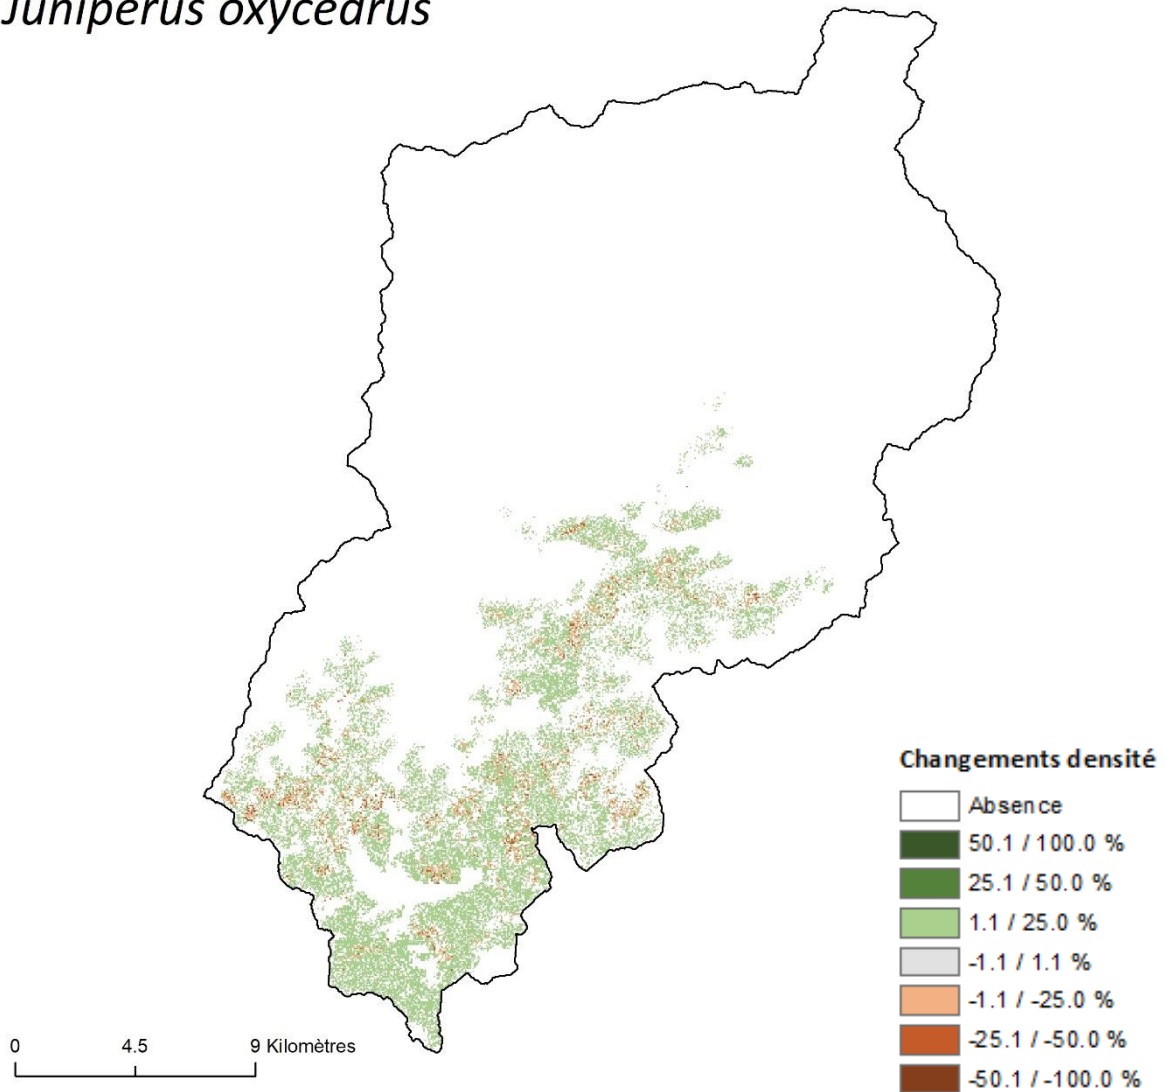 Juniperus oxycedrus
Changements densité
Absence
50.1 / 100.0 %
25.1 / 50.0 %
1.1 / 25.0 %
-1.1 / 1.1 %
-1.1 / -25.0 %
-25.1 / -50.0 %
-50.1 / -100.0 %
0 4.5 9 Kilomètres